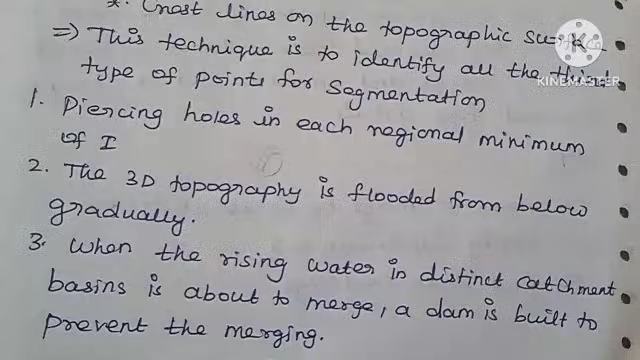 * Crest lines on the topographic
⇒ This technique is to identify all the third
type of points for segmentation
1. Piercing holes in each regional minimum
of I
2. The 3D topography is flooded from below
gradually.
3. When the rising water in distinct catchment
basins is about to merge, a dam is built to
prevent the merging.
KINEMASTER